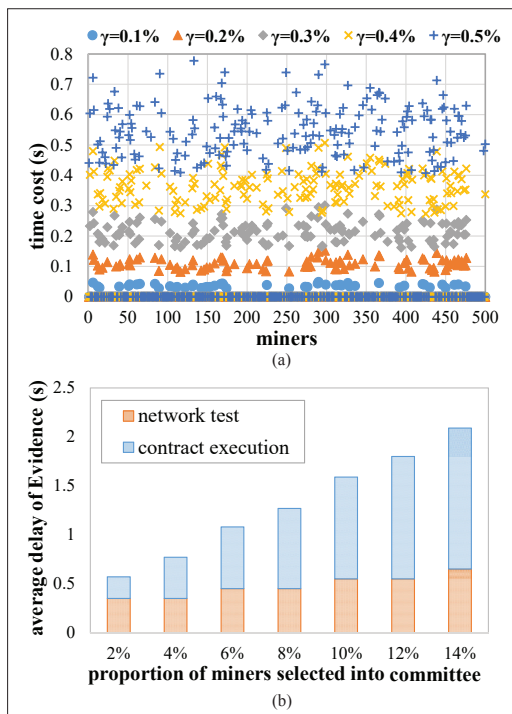 γ=0.1% γ=0.2% γ=0.3% γ=0.4% γ=0.5%
0.8
0.7
0.6
0.5
0.4
0.3
0.2
0.1
0
time cost (s)
0 50 100 150 200 250 300 350 400 450 500
miners
(a)
2.5
2
1.5
1
0.5
0
average delay of Evidence (s)
network test
contract execution
2% 4% 6% 8% 10% 12% 14%
proportion of miners selected into committee
(b)